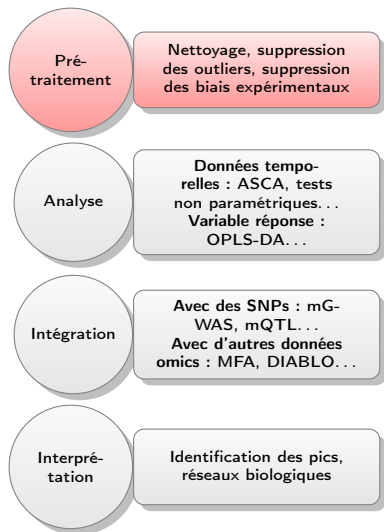 Pré-
traitement
Nettoyage, suppression
des outliers, suppression
des biais expérimentaux
Analyse
Données tempo-
relles : ASCA, tests
non paramétriques...
Variable réponse :
OPLS-DA...
Intégration
Avec des SNPs : mG-
WAS, mQTL...
Avec d'autres données
omics : MFA, DIABLO...
Interpré-
tation
Identification des pics,
réseaux biologiques